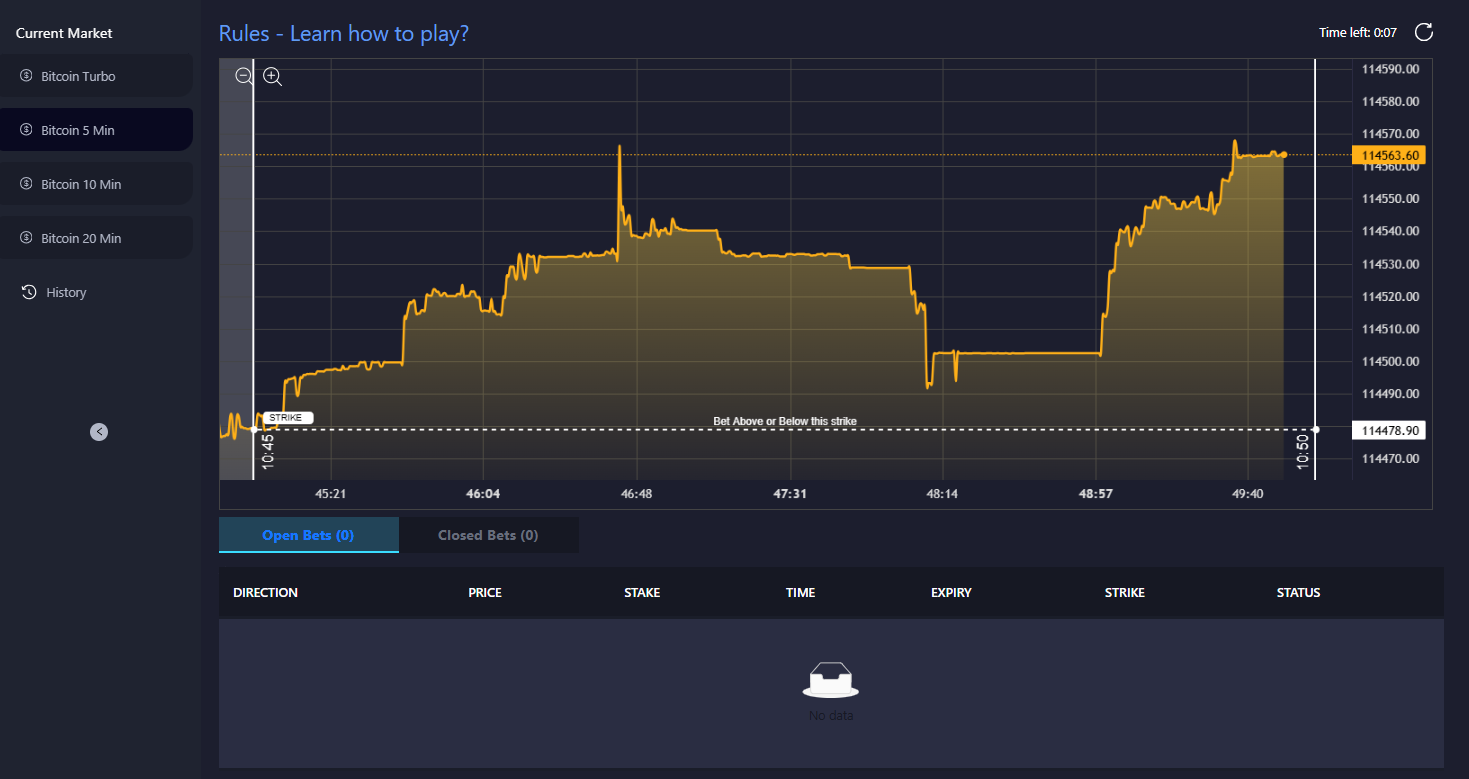 Current Market
Bitcoin Turbo
Bitcoin 5 Min
Bitcoin 10 Min
Bitcoin 20 Min
History
Rules - Learn how to play?
Time left: 0:07
114590.00
114580.00
114570.00
114563.60
114560.00
114550.00
114540.00
114530.00
114520.00
114510.00
114500.00
114490.00
114478.90
114470.00
STRIKE
Bet Above or Below this strike
10:45
10:50
45:21 46:04 46:48 47:31 48:14 48:57 49:40
Open Bets (0) Closed Bets (0)
DIRECTION PRICE STAKE TIME EXPIRY STRIKE STATUS
No data